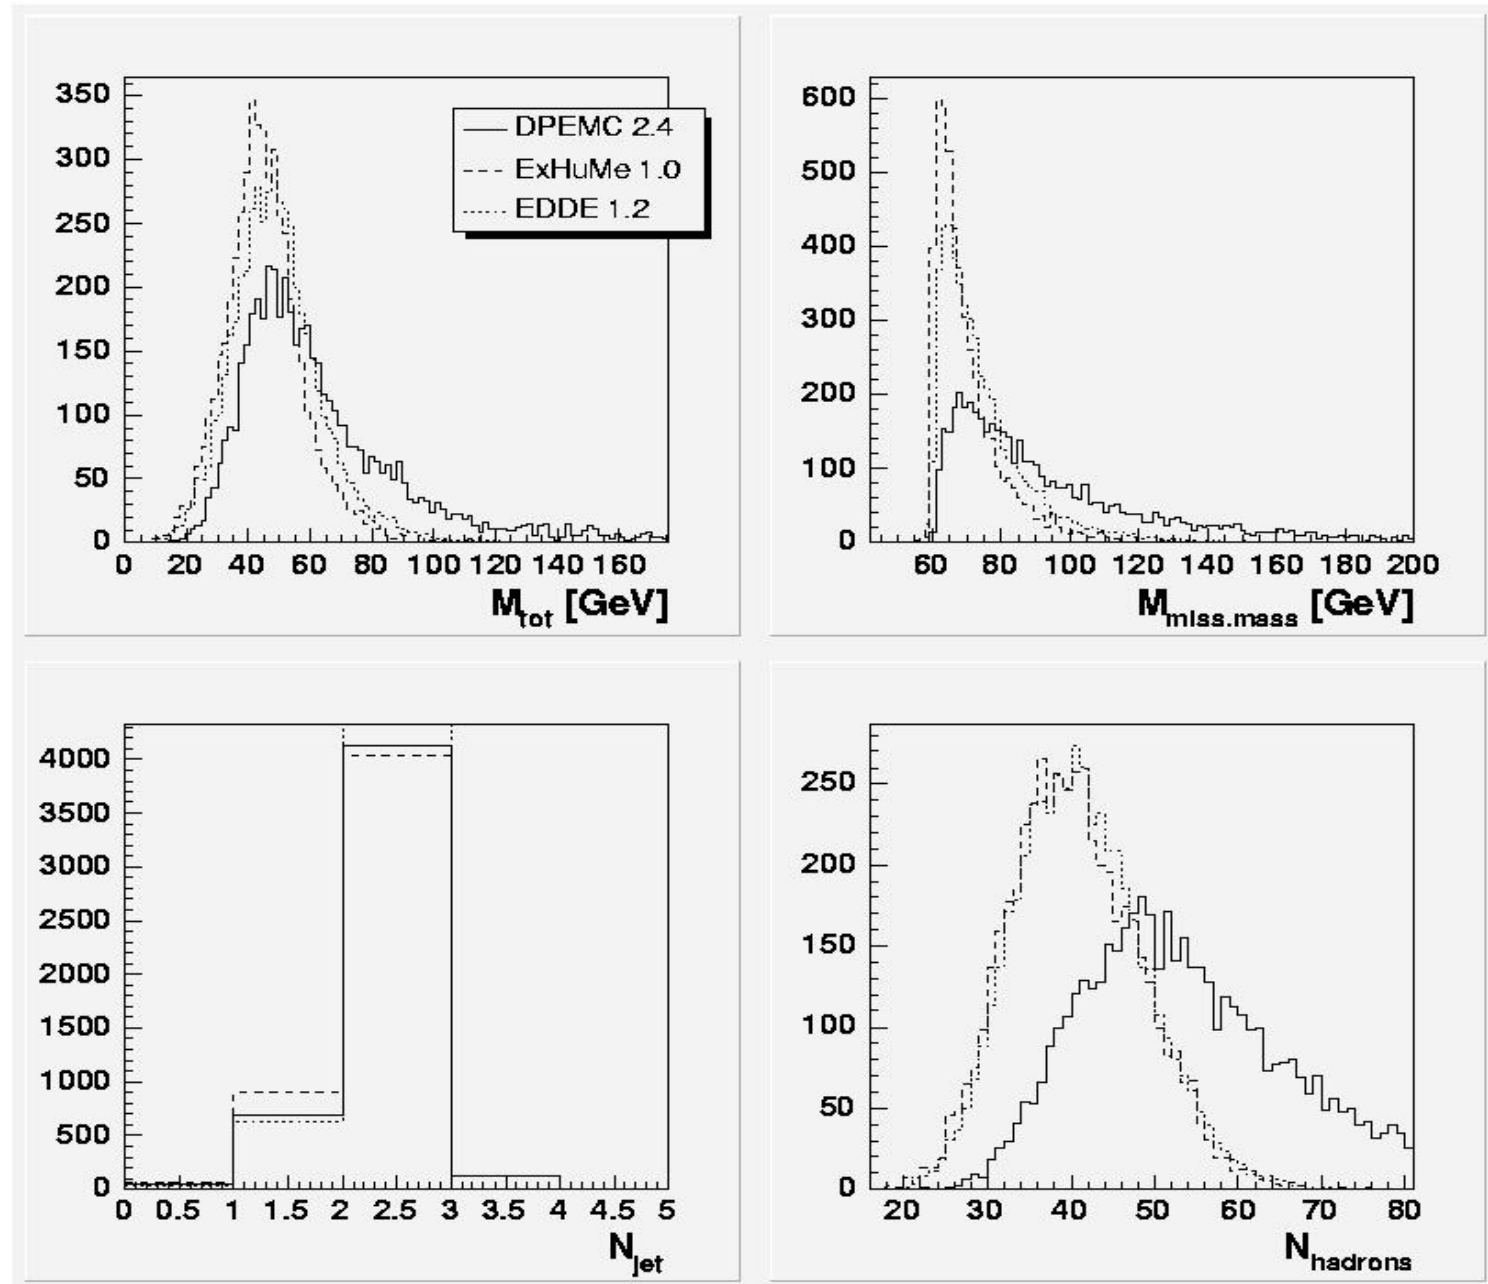 350
300
250
200
150
100
50
0
DPEMC 2.4
ExHuMe 1.0
EDDE 1.2
0 20 40 60 80 100 120 140 160
M_tot [GeV]
600
500
400
300
200
100
0
60 80 100 120 140 160 180 200
M_miss.mass [GeV]
4000
3500
3000
2500
2000
1500
1000
500
0
0 0.5 1 1.5 2 2.5 3 3.5 4 4.5 5
N_jet
250
200
150
100
50
0
20 30 40 50 60 70 80
N_hadrons